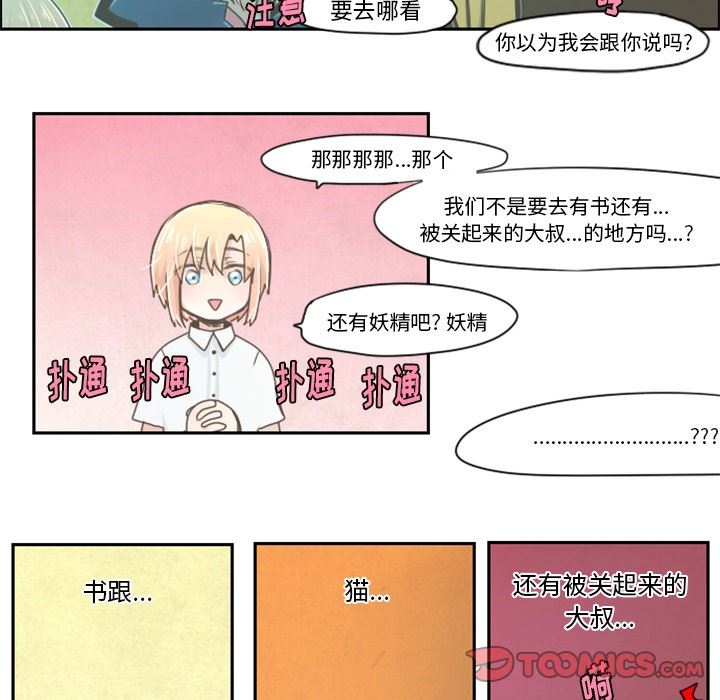 注意
要去哪看
你以为我会跟你说吗?
那那那那...那个
我们不是要去有书还有...
被关起来的大叔...的地方吗...?
还有妖精吧? 妖精
扑通 扑通 扑通 扑通
...........................???
书跟...
猫...
还有被关起来的
大叔...
TOOMICS.COM